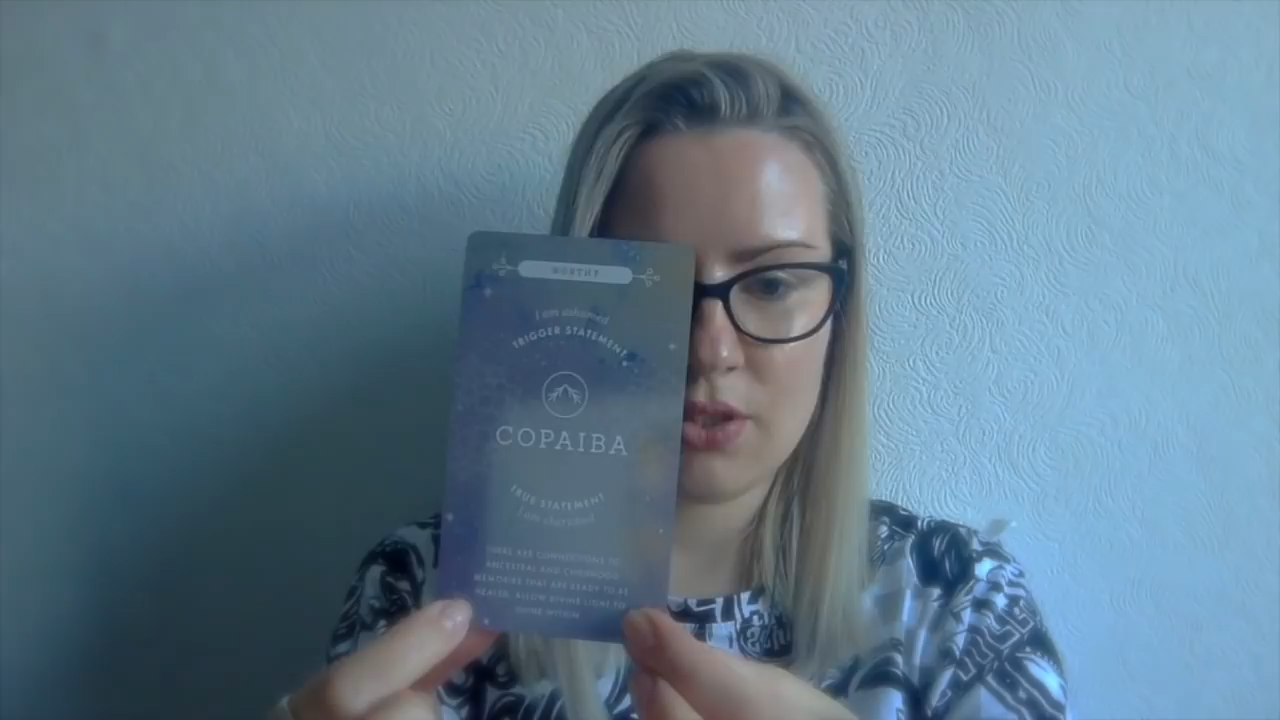 WORTHY
I am ashamed
TRIGGER STATEMENT
COPAIBA
TRUE STATEMENT
I am cherished
THERE ARE CONNECTIONS TO
ANCESTRAL AND CHILDHOOD
MEMORIES THAT ARE READY TO BE
HEALED. ALLOW DIVINE LIGHT TO
SHINE WITHIN.